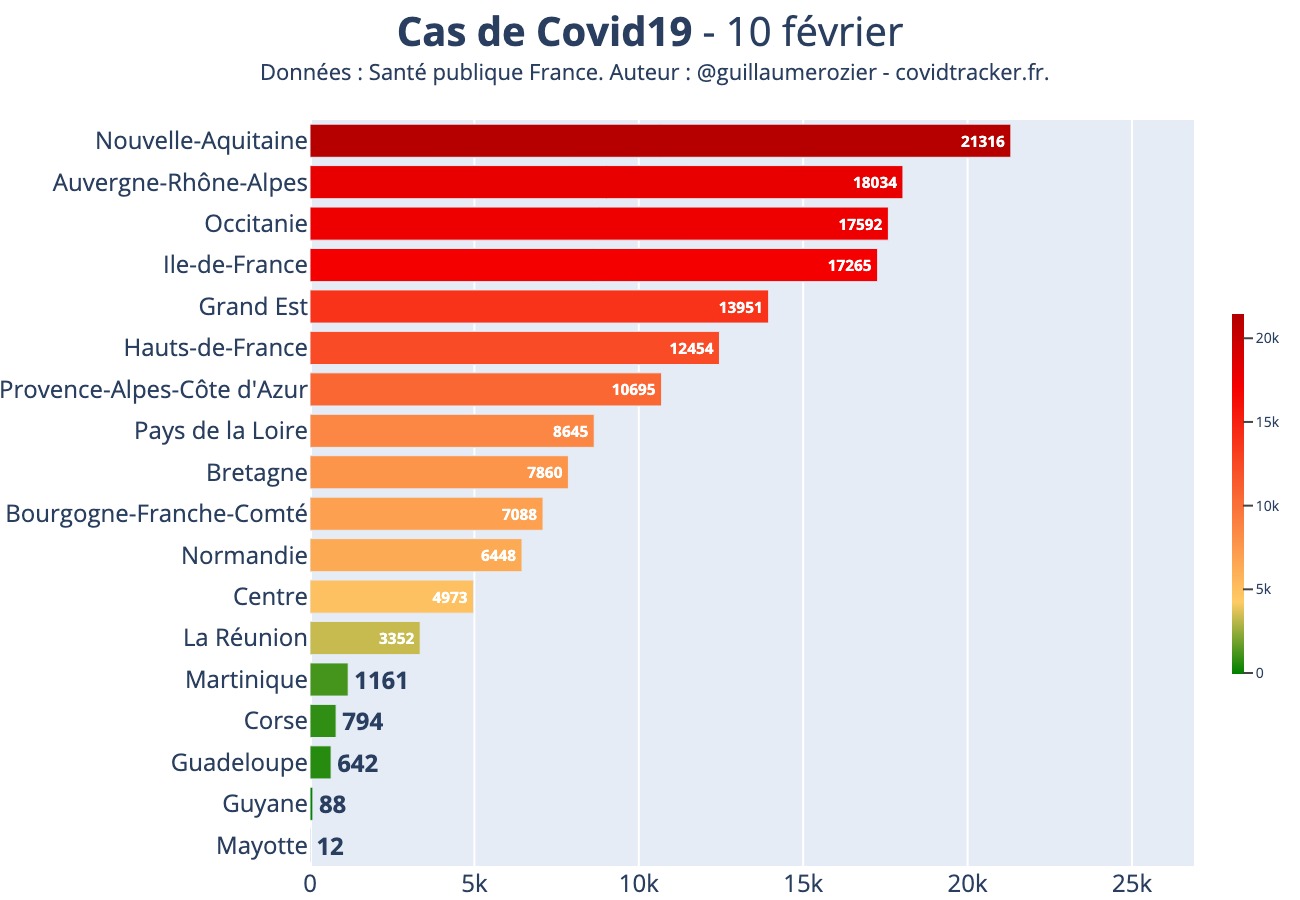 Cas de Covid19 - 10 février
Données : Santé publique France. Auteur : @guillaumerozier - covidtracker.fr.
Nouvelle-Aquitaine 21316
Auvergne-Rhône-Alpes 18034
Occitanie 17592
Ile-de-France 17265
Grand Est 13951
Hauts-de-France 12454
Provence-Alpes-Côte d'Azur 10695
Pays de la Loire 8645
Bretagne 7860
Bourgogne-Franche-Comté 7088
Normandie 6448
Centre 4973
La Réunion 3352
Martinique 1161
Corse 794
Guadeloupe 642
Guyane 88
Mayotte 12
0 5k 10k 15k 20k 25k
20k
15k
10k
5k
0